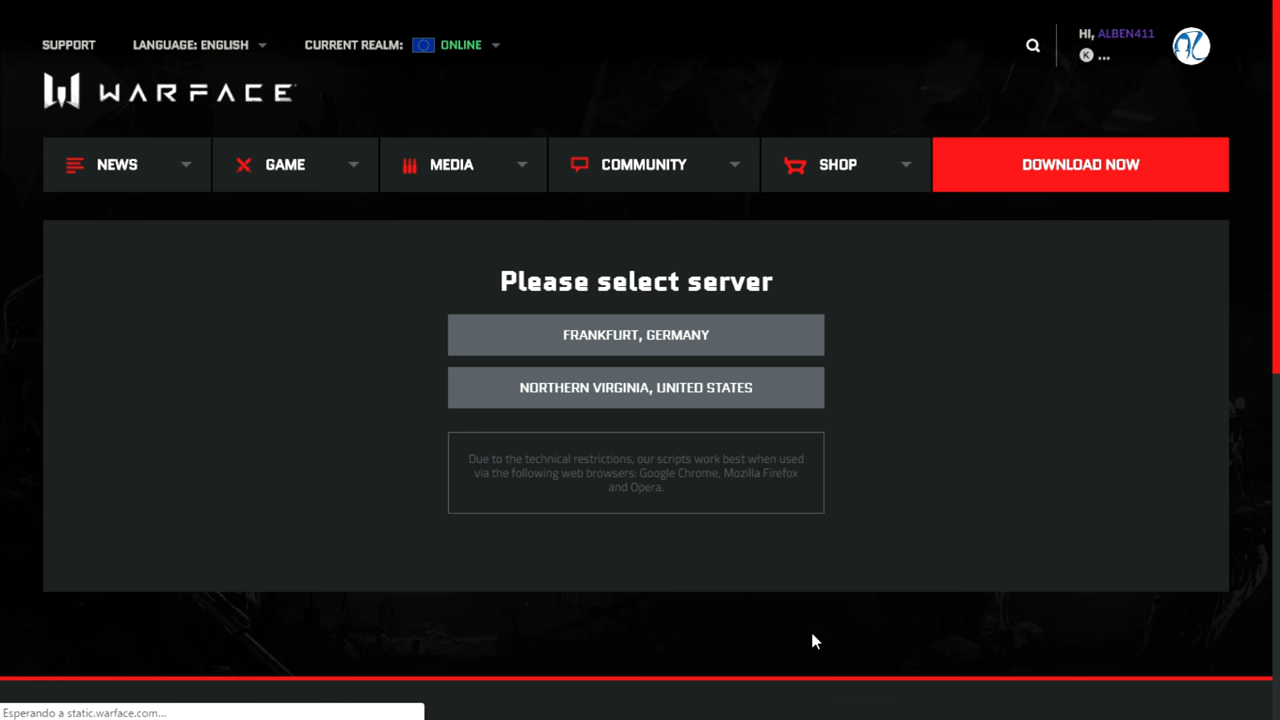 SUPPORT
LANGUAGE: ENGLISH
CURRENT REALM: ONLINE
HI, ALBEN411
K ...
WARFACE
NEWS
GAME
MEDIA
COMMUNITY
SHOP
DOWNLOAD NOW
Please select server
FRANKFURT, GERMANY
NORTHERN VIRGINIA, UNITED STATES
Due to the technical restrictions, our scripts work best when used
via the following web browsers: Google Chrome, Mozilla Firefox
and Opera.
Esperando a static.warface.com...